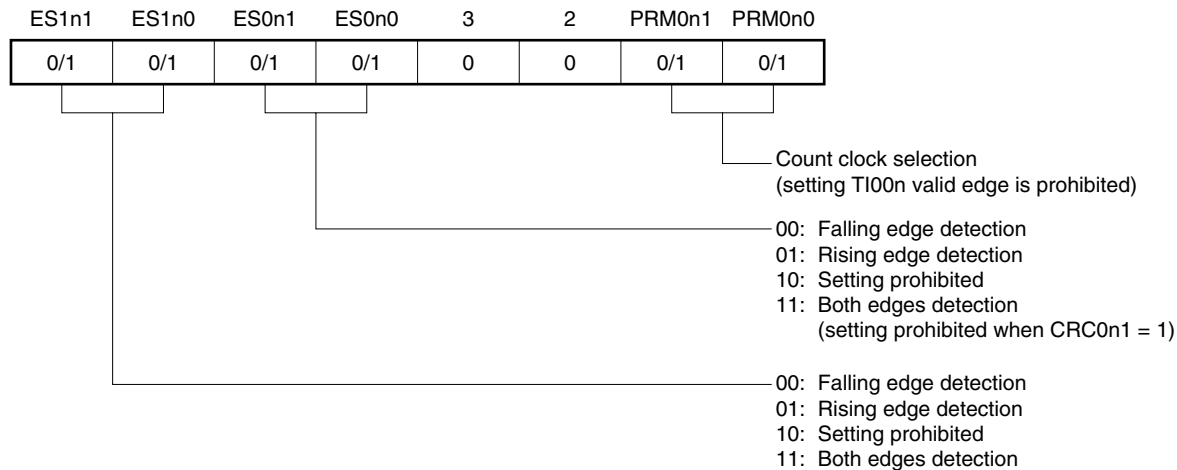 ES1n1 ES1n0 ES0n1 ES0n0 3 2 PRM0n1 PRM0n0
0/1 0/1 0/1 0/1 0 0 0/1 0/1
Count clock selection
(setting TI00n valid edge is prohibited)
00: Falling edge detection
01: Rising edge detection
10: Setting prohibited
11: Both edges detection
(setting prohibited when CRC0n1 = 1)
00: Falling edge detection
01: Rising edge detection
10: Setting prohibited
11: Both edges detection